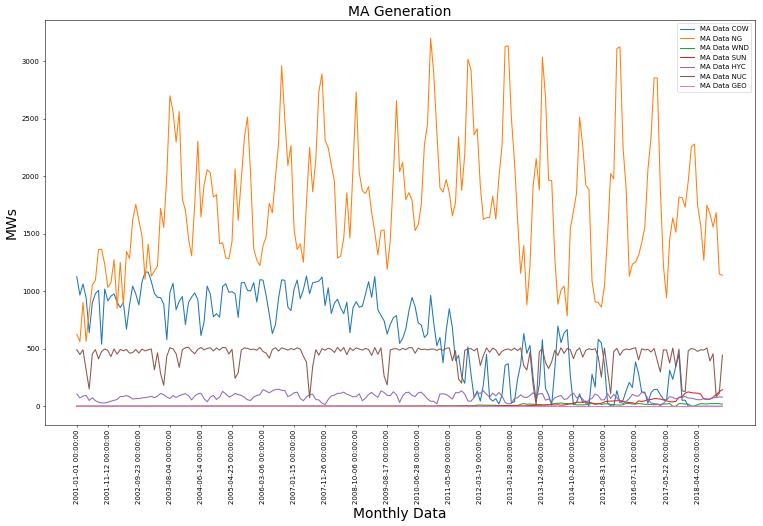 MA Generation
MA Data COW
MA Data NG
MA Data WND
MA Data SUN
MA Data HYC
MA Data NUC
MA Data GEO
MWs
3000
2500
2000
1500
1000
500
0
2001-01-01 00:00:00
2001-11-12 00:00:00
2002-09-23 00:00:00
2003-08-04 00:00:00
2004-06-14 00:00:00
2005-04-25 00:00:00
2006-03-06 00:00:00
2007-01-15 00:00:00
2007-11-26 00:00:00
2008-10-06 00:00:00
2009-08-17 00:00:00
2010-06-28 00:00:00
2011-05-09 00:00:00
2012-03-19 00:00:00
2013-01-28 00:00:00
2013-12-09 00:00:00
2014-10-20 00:00:00
2015-08-31 00:00:00
2016-07-11 00:00:00
2017-05-22 00:00:00
2018-04-02 00:00:00
Monthly Data